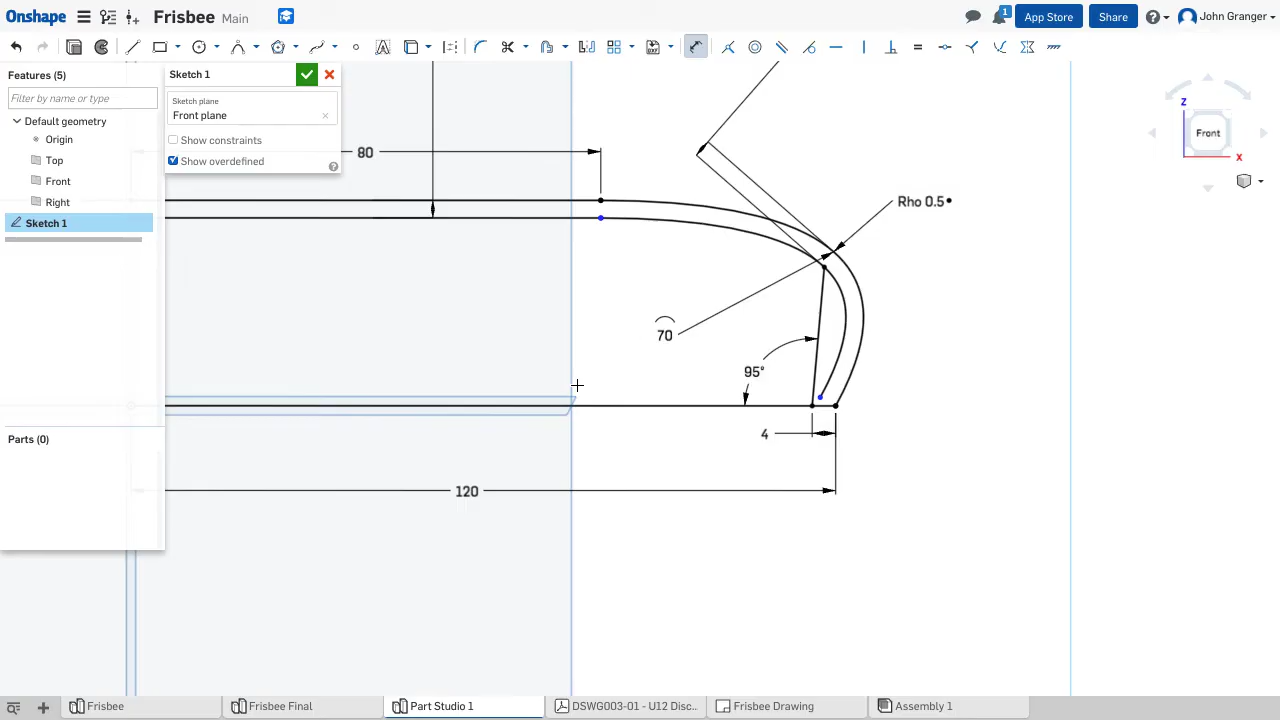 Onshape
Frisbee Main
1
App Store
Share
John Granger
Features (5)
Filter by name or type
Default geometry
Origin
Top
Front
Right
Sketch 1
Parts (0)
Sketch 1
Sketch plane
Front plane
Show constraints
Show overdefined
80
Rho 0.5
70
95°
4
120
Z
Front
X
Frisbee
Frisbee Final
Part Studio 1
DSWG003-01 - U12 Disc...
Frisbee Drawing
Assembly 1